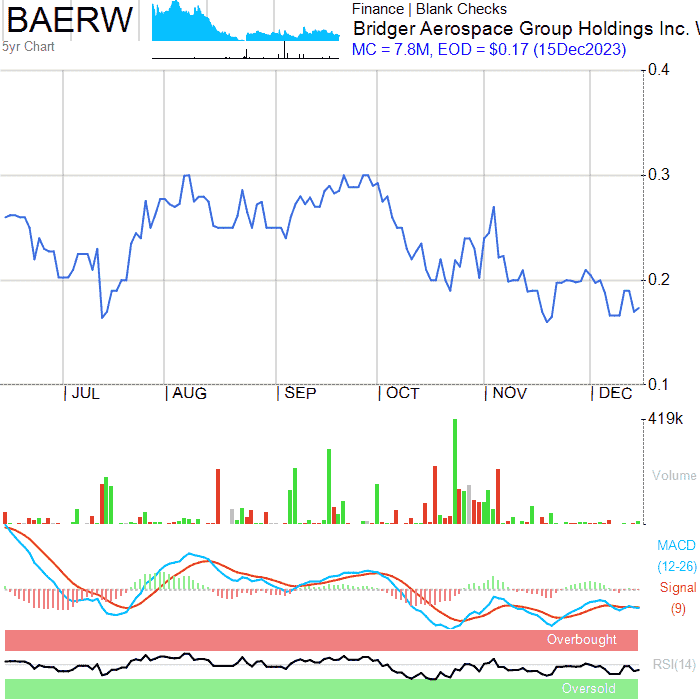 BAERW
5yr Chart
Finance | Blank Checks
Bridger Aerospace Group Holdings Inc. W
MC = 7.8M, EOD = $0.17 (15Dec2023)
0.4
0.3
0.2
0.1
JUL
AUG
SEP
OCT
NOV
DEC
419k
Volume
MACD
(12-26)
Signal
(9)
Overbought
RSI(14)
Oversold